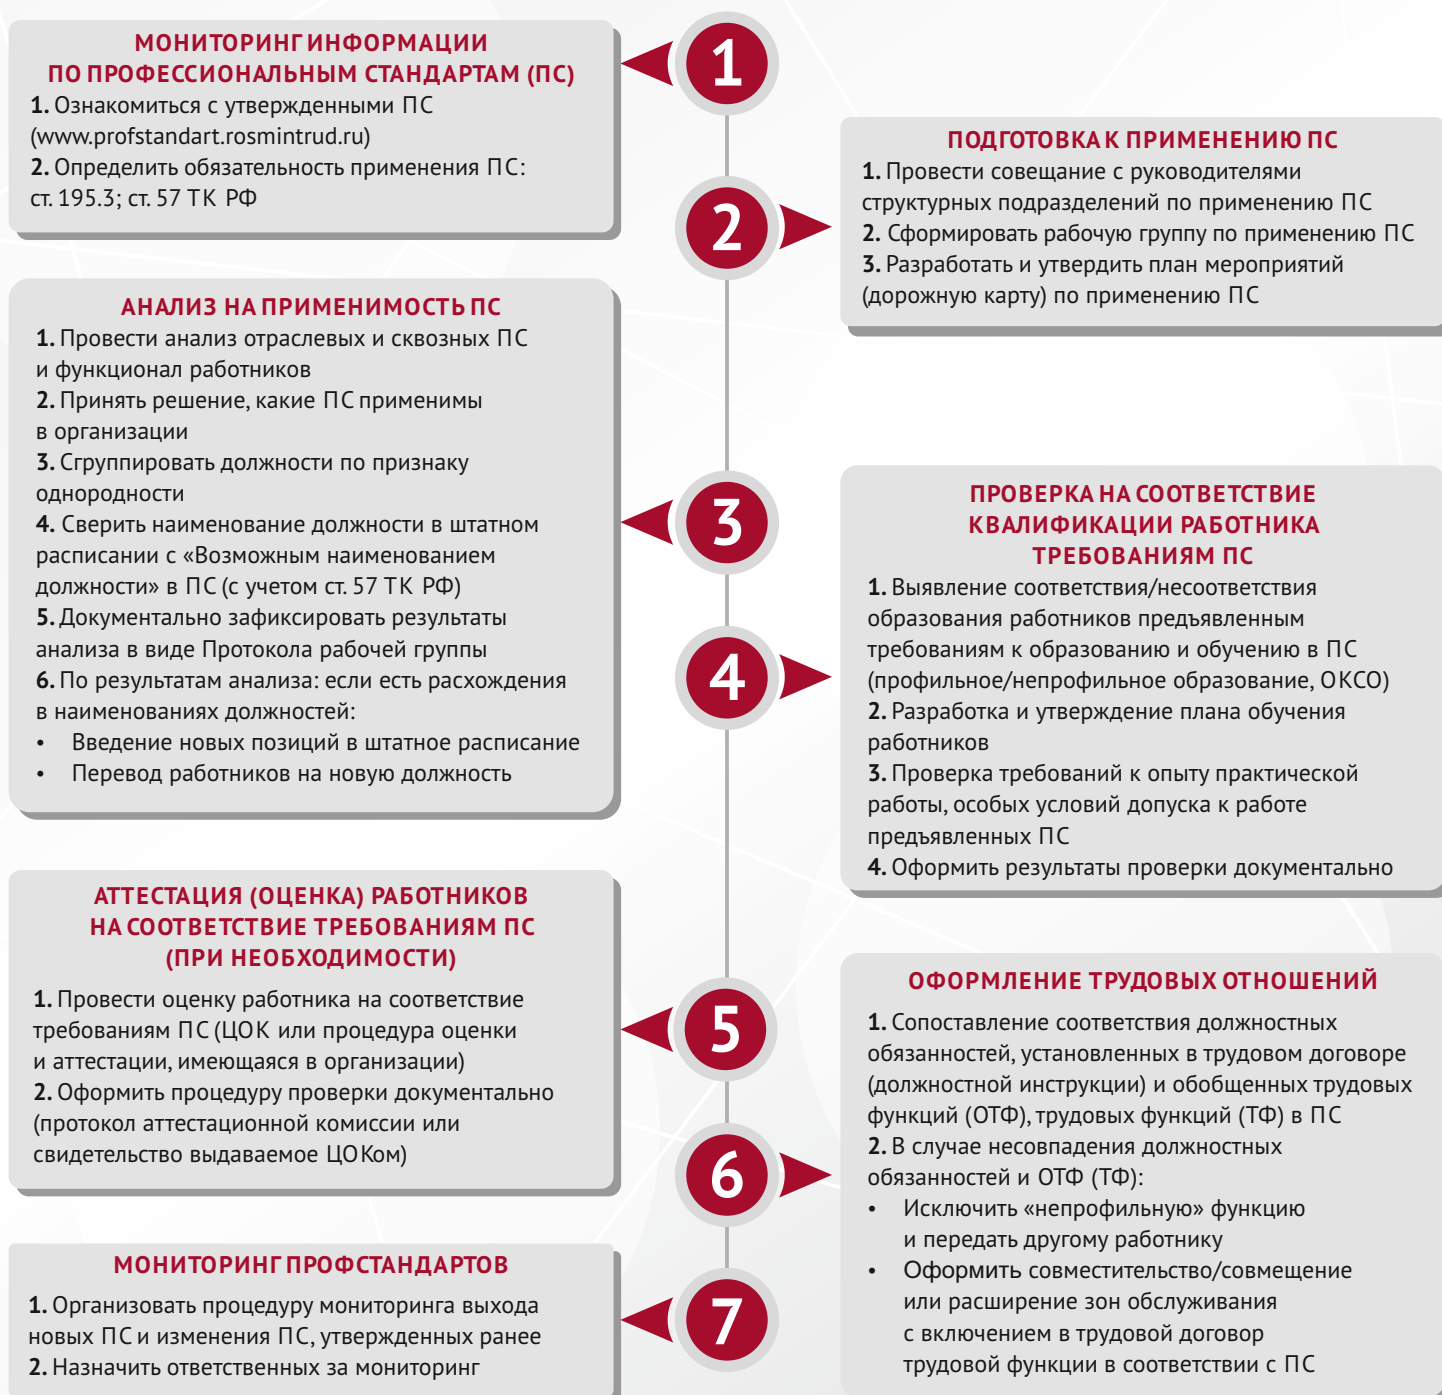 МОНИТОРИНГ ИНФОРМАЦИИ
ПО ПРОФЕССИОНАЛЬНЫМ СТАНДАРТАМ (ПС)
1. Ознакомиться с утвержденными ПС
(www.profstandart.rosmintrud.ru)
2. Определить обязательность применения ПС:
ст. 195.3; ст. 57 ТК РФ
1
ПОДГОТОВКА К ПРИМЕНЕНИЮ ПС
1. Провести совещание с руководителями
структурных подразделений по применению ПС
2. Сформировать рабочую группу по применению ПС
3. Разработать и утвердить план мероприятий
(дорожную карту) по применению ПС
2
АНАЛИЗ НА ПРИМЕНИМОСТЬ ПС
1. Провести анализ отраслевых и сквозных ПС
и функционал работников
2. Принять решение, какие ПС применимы
в организации
3. Сгруппировать должности по признаку
однородности
4. Сверить наименование должности в штатном
расписании с «Возможным наименованием
должности» в ПС (с учетом ст. 57 ТК РФ)
5. Документально зафиксировать результаты
анализа в виде Протокола рабочей группы
6. По результатам анализа: если есть расхождения
в наименованиях должностей:
• Введение новых позиций в штатное расписание
• Перевод работников на новую должность
3
ПРОВЕРКА НА СООТВЕТСТВИЕ
КВАЛИФИКАЦИИ РАБОТНИКА
ТРЕБОВАНИЯМ ПС
1. Выявление соответствия/несоответствия
образования работников предъявленным
требованиям к образованию и обучению в ПС
(профильное/непрофильное образование, ОКСО)
2. Разработка и утверждение плана обучения
работников
3. Проверка требований к опыту практической
работы, особых условий допуска к работе
предъявленных ПС
4. Оформить результаты проверки документально
4
АТТЕСТАЦИЯ (ОЦЕНКА) РАБОТНИКОВ
НА СООТВЕТСТВИЕ ТРЕБОВАНИЯМ ПС
(ПРИ НЕОБХОДИМОСТИ)
1. Провести оценку работника на соответствие
требованиям ПС (ЦОК или процедура оценки
и аттестации, имеющаяся в организации)
2. Оформить процедуру проверки документально
(протокол аттестационной комиссии или
свидетельство выдаваемое ЦОКом)
5
ОФОРМЛЕНИЕ ТРУДОВЫХ ОТНОШЕНИЙ
1. Сопоставление соответствия должностных
обязанностей, установленных в трудовом договоре
(должностной инструкции) и обобщенных трудовых
функций (ОТФ), трудовых функций (ТФ) в ПС
2. В случае несовпадения должностных
обязанностей и ОТФ (ТФ):
• Исключить «непрофильную» функцию
и передать другому работнику
• Оформить совместительство/совмещение
или расширение зон обслуживания
с включением в трудовой договор
трудовой функции в соответствии с ПС
6
МОНИТОРИНГ ПРОФСТАНДАРТОВ
1. Организовать процедуру мониторинга выхода
новых ПС и изменения ПС, утвержденных ранее
2. Назначить ответственных за мониторинг
7